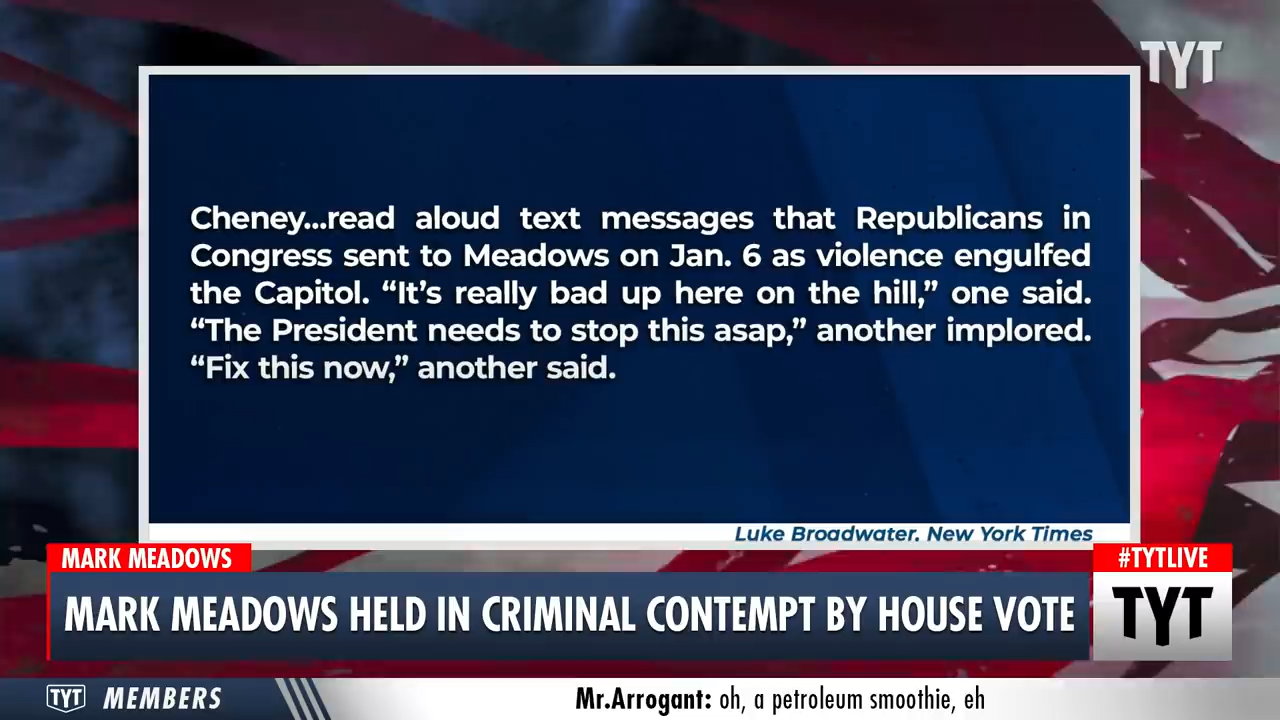 TYT
Cheney...read aloud text messages that Republicans in
Congress sent to Meadows on Jan. 6 as violence engulfed
the Capitol. “It’s really bad up here on the hill,” one said.
“The President needs to stop this asap,” another implored.
“Fix this now,” another said.
Luke Broadwater, New York Times
MARK MEADOWS
#TYTLIVE
MARK MEADOWS HELD IN CRIMINAL CONTEMPT BY HOUSE VOTE
TYT
TYT MEMBERS
Mr.Arrogant: oh, a petroleum smoothie, eh